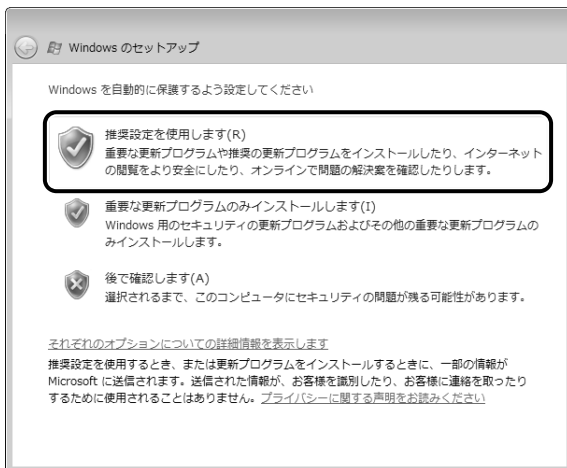 Windows のセットアップ
Windows を自動的に保護するよう設定してください
推奨設定を使用します(R)
重要な更新プログラムや推奨の更新プログラムをインストールしたり、インターネット
の閲覧をより安全にしたり、オンラインで問題の解決案を確認したりします。
重要な更新プログラムのみインストールします(I)
Windows 用のセキュリティの更新プログラムおよびその他の重要な更新プログラムの
みインストールします。
後で確認します(A)
選択されるまで、このコンピュータにセキュリティの問題が残る可能性があります。
それぞれのオプションについての詳細情報を表示します
推奨設定を使用するとき、または更新プログラムをインストールするときに、一部の情報が
Microsoft に送信されます。送信された情報が、お客様を識別したり、お客様に連絡を取ったり
するために使用されることはありません。プライバシーに関する声明をお読みください